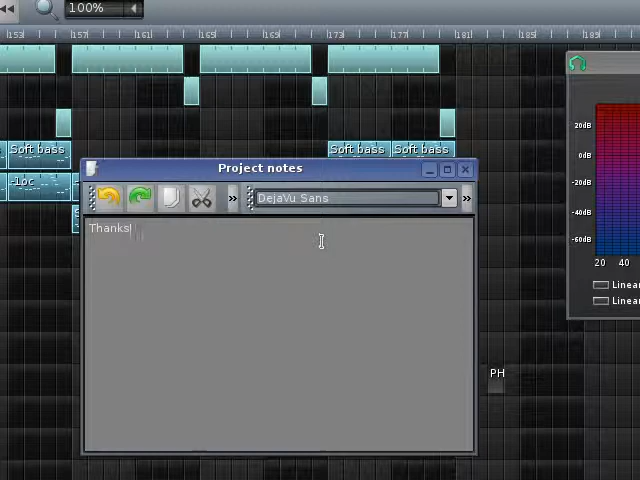 100%
153 157 161 165 169 173 177 181 185 189
20dB
0dB
Soft bass Soft bass Soft bass
Project notes
-20dB
DejaVu Sans
Thanks!
-40dB
-60dB
20 40
Linear
Linear
PH